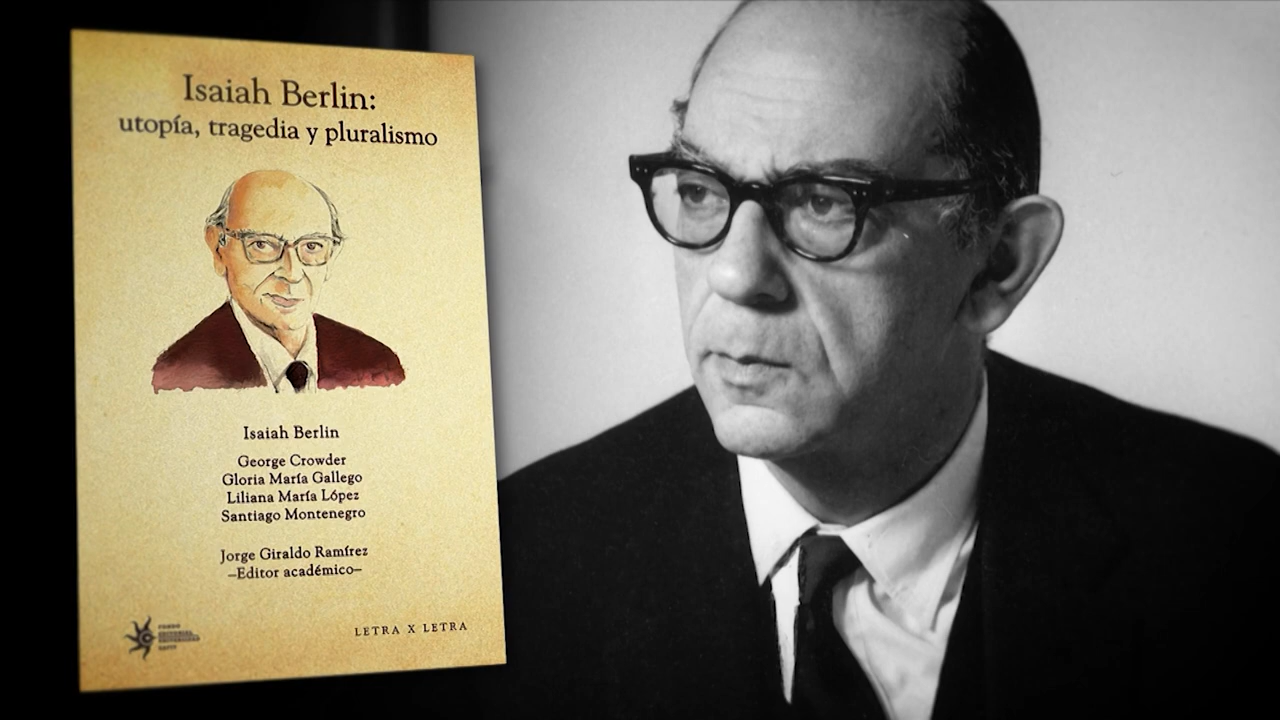 Isaiah Berlin:
utopía, tragedia y pluralismo
Isaiah Berlin
George Crowder
Gloria María Gallego
Liliana María López
Santiago Montenegro
Jorge Giraldo Ramírez
–Editor académico–
LETRA X LETRA